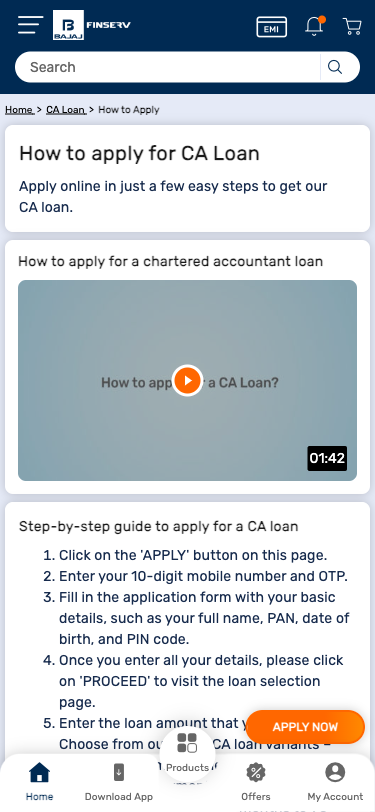 BAJAJ
FINSERV
EMI
Search
Home > CA Loan > How to Apply
How to apply for CA Loan
Apply online in just a few easy steps to get our
CA loan.
How to apply for a chartered accountant loan
How to a CA Loan?
01:42
Step-by-step guide to apply for a CA loan
1. Click on the 'APPLY' button on this page.
2. Enter your 10-digit mobile number and OTP.
3. Fill in the application form with your basic
details, such as your full name, PAN, date of
birth, and PIN code.
4. Once you enter all your details, please click
on 'PROCEED' to visit the loan selection
page.
5. Enter the loan amount that
APPLY NOW
Choose from CA loan variants –
Home
Download App
Products
Offers
My Account